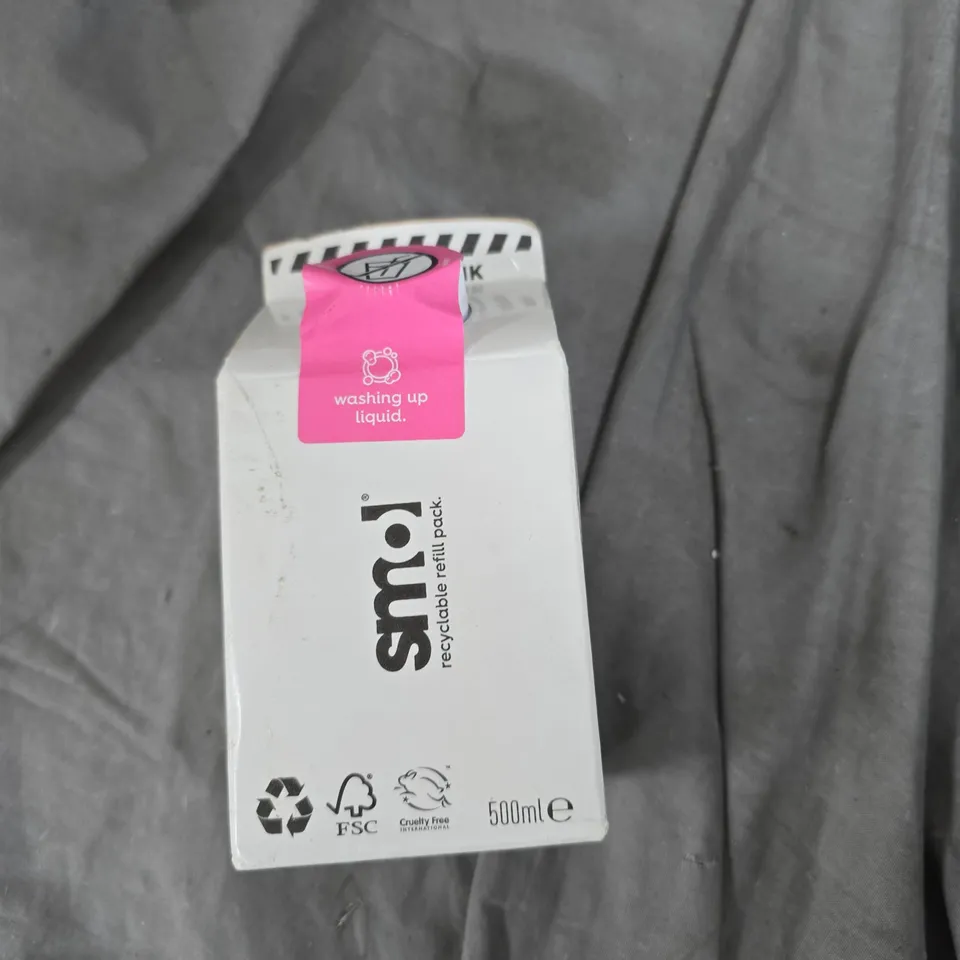 washing up
liquid.
smol®
recyclable refill pack.
FSC®
Cruelty Free
INTERNATIONAL
500ml e